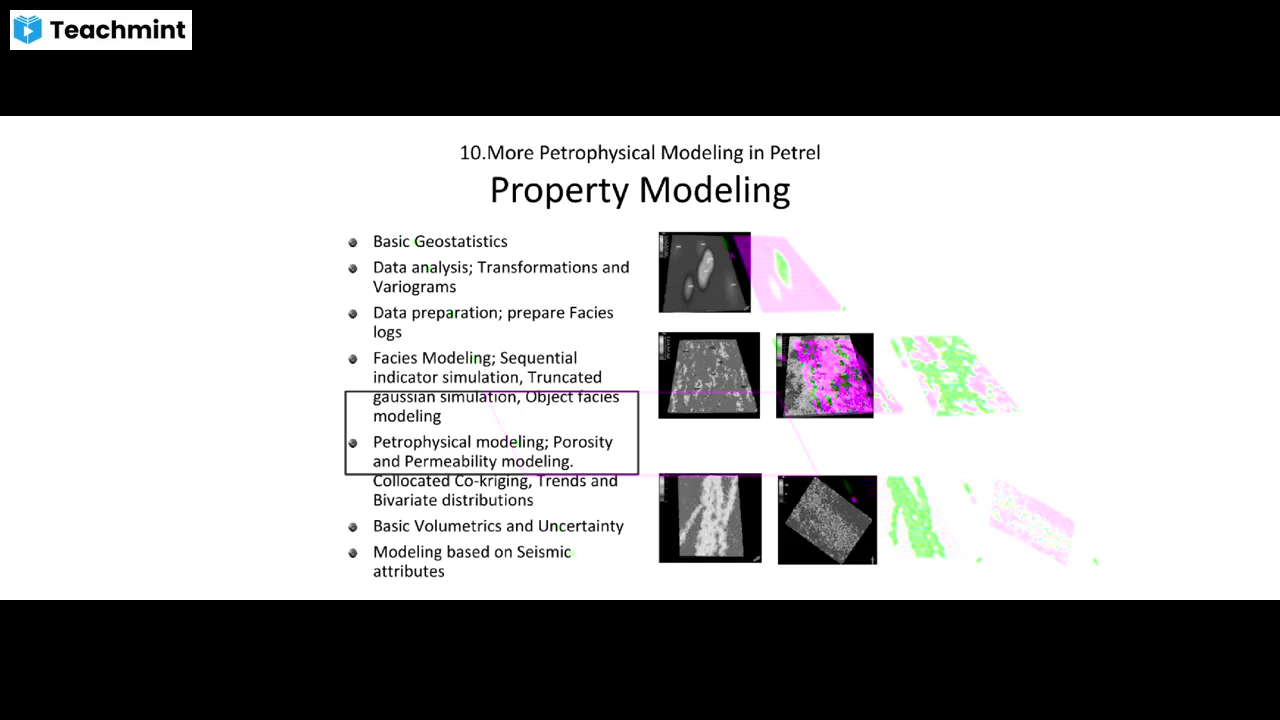 Teachmint
10.More Petrophysical Modeling in Petrel
Property Modeling
Basic Geostatistics
Data analysis; Transformations and
Variograms
Data preparation; prepare Facies
logs
Facies Modeling; Sequential
indicator simulation, Truncated
gaussian simulation, Object facies
modeling
Petrophysical modeling; Porosity
and Permeability modeling.
Collocated Co-kriging, Trends and
Bivariate distributions
Basic Volumetrics and Uncertainty
Modeling based on Seismic
attributes